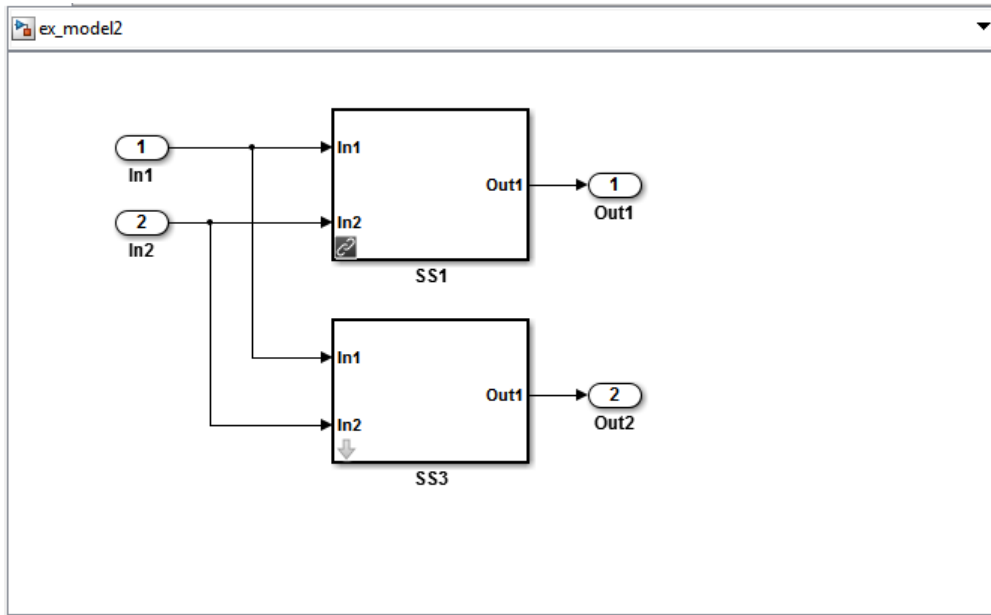 ex_model2
1
In1
2
In2
In1
In2
Out1
SS1
1
Out1
In1
In2
Out1
SS3
2
Out2